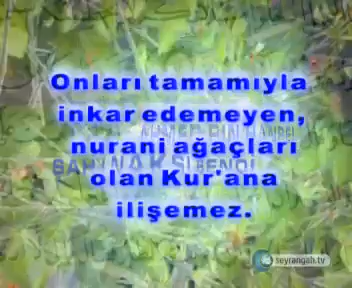 Onları tamamıyla
inkar edemeyen,
nurani ağaçları
olan Kur'ana
ilişemez.
seyrangah.tv